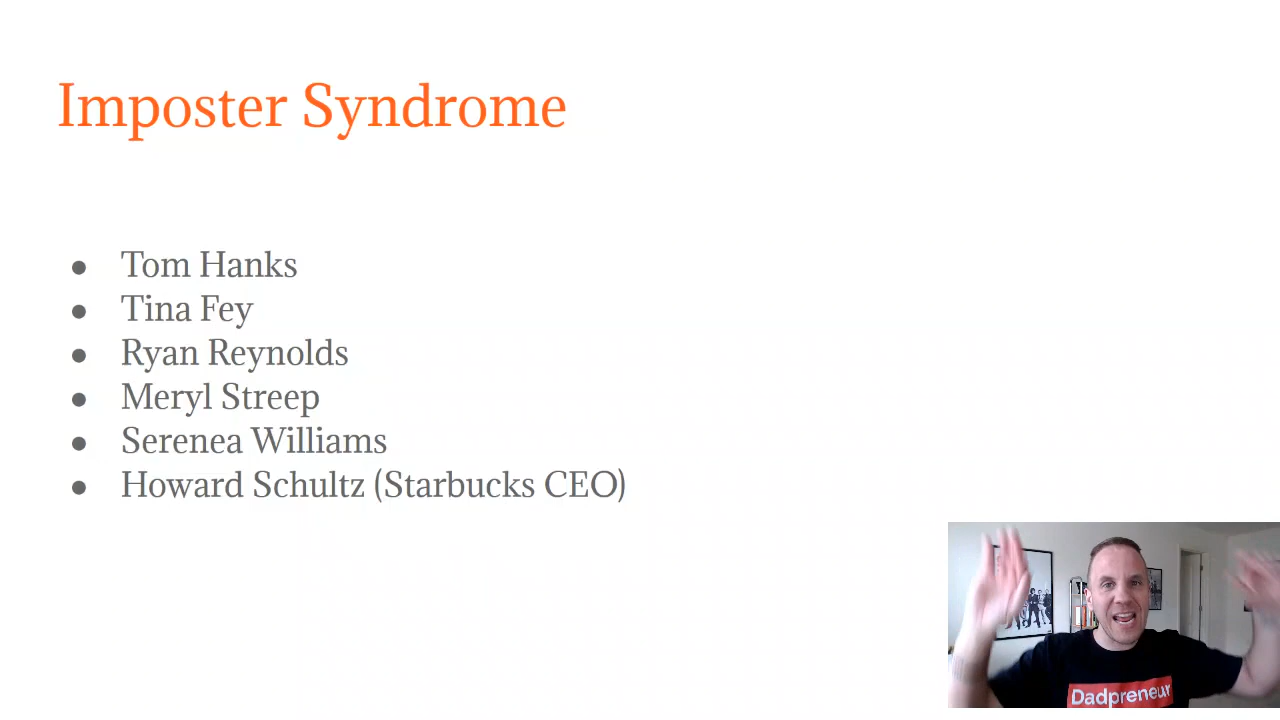 Imposter Syndrome
● Tom Hanks
● Tina Fey
● Ryan Reynolds
● Meryl Streep
● Serenea Williams
● Howard Schultz (Starbucks CEO)
Dadpreneur